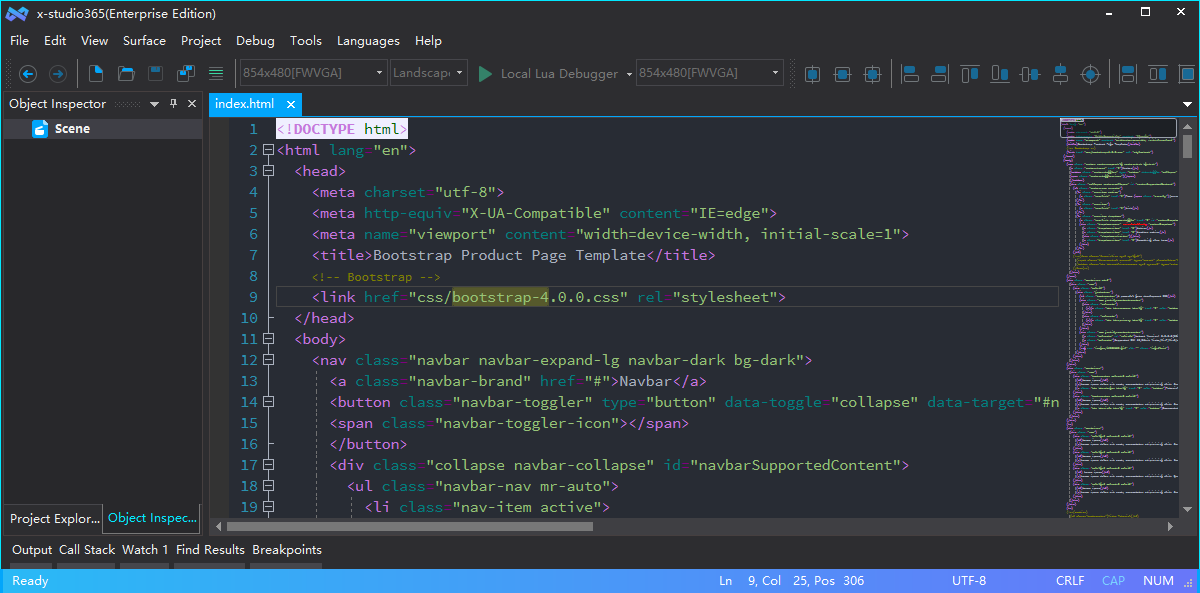 x-studio365(Enterprise Edition)
File Edit View Surface Project Debug Tools Languages Help
854x480[FWVGA] Landscap Local Lua Debugger 854x480[FWVGA]
Object Inspector
index.html
Scene
1 <!DOCTYPE html>
2 <html lang="en">
3 <head>
4 <meta charset="utf-8">
5 <meta http-equiv="X-UA-Compatible" content="IE=edge">
6 <meta name="viewport" content="width=device-width, initial-scale=1">
7 <title>Bootstrap Product Page Template</title>
8 <!-- Bootstrap -->
9 <link href="css/bootstrap-4.0.0.css" rel="stylesheet">
10 </head>
11 <body>
12 <nav class="navbar navbar-expand-lg navbar-dark bg-dark">
13 <a class="navbar-brand" href="#">Navbar</a>
14 <button class="navbar-toggler" type="button" data-toggle="collapse" data-target="#n
15 <span class="navbar-toggler-icon"></span>
16 </button>
17 <div class="collapse navbar-collapse" id="navbarSupportedContent">
18 <ul class="navbar-nav mr-auto">
19 <li class="nav-item active">
Project Explor... Object Inspec...
Output Call Stack Watch 1 Find Results Breakpoints
Ready Ln 9, Col 25, Pos 306 UTF-8 CRLF CAP NUM